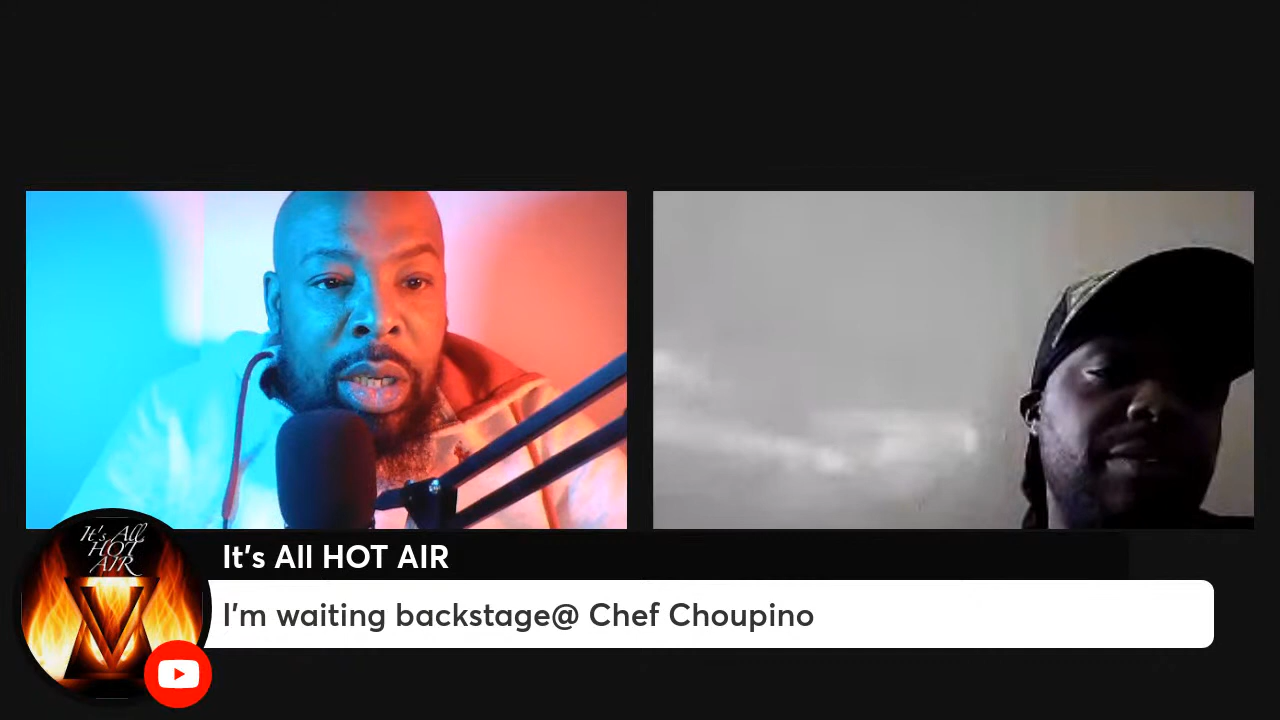 It's All
HOT
AIR
It's All HOT AIR
I'm waiting backstage@ Chef Choupino